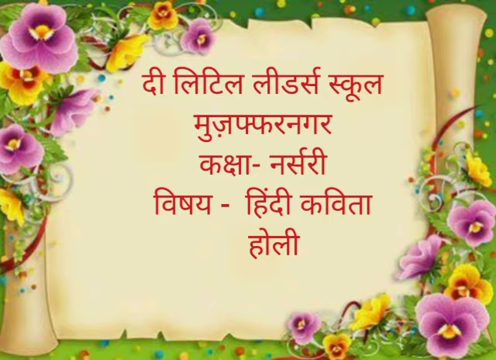 दी लिटिल लीडर्स स्कूल
मुज़फ्फरनगर
कक्षा- नर्सरी
विषय - हिंदी कविता
होली